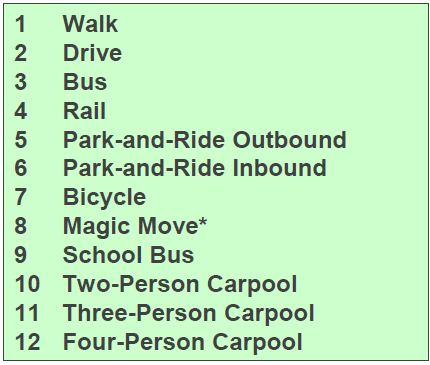 1 Walk
2 Drive
3 Bus
4 Rail
5 Park-and-Ride Outbound
6 Park-and-Ride Inbound
7 Bicycle
8 Magic Move*
9 School Bus
10 Two-Person Carpool
11 Three-Person Carpool
12 Four-Person Carpool